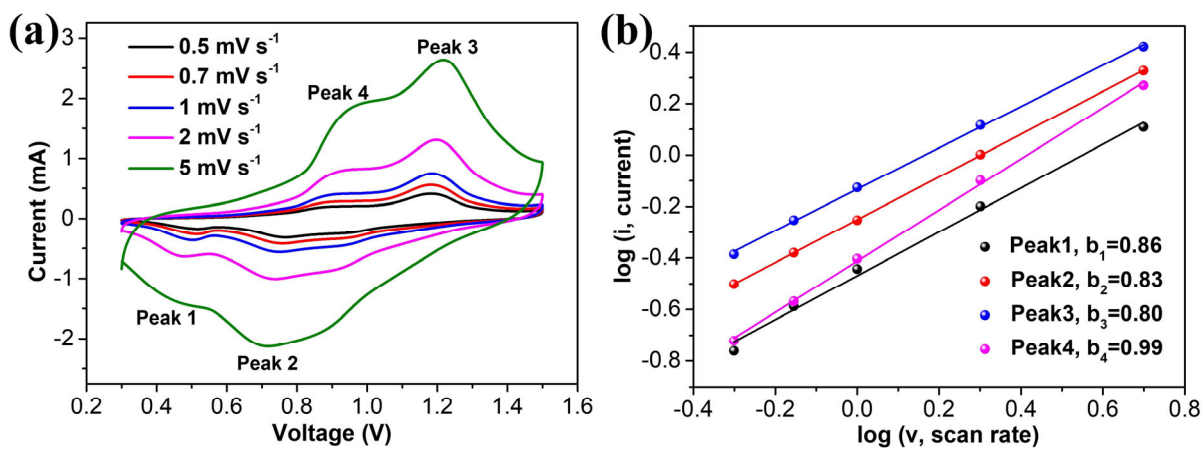 (a)
0.5 mV s⁻¹
0.7 mV s⁻¹
1 mV s⁻¹
2 mV s⁻¹
5 mV s⁻¹
Peak 3
Peak 4
Peak 1
Peak 2
Current (mA)
3
2
1
0
-1
-2
0.2 0.4 0.6 0.8 1.0 1.2 1.4 1.6
Voltage (V)
(b)
log (i, current)
0.4
0.2
0.0
-0.2
-0.4
-0.6
-0.8
Peak1, b₁=0.86
Peak2, b₂=0.83
Peak3, b₃=0.80
Peak4, b₄=0.99
-0.4 -0.2 0.0 0.2 0.4 0.6 0.8
log (v, scan rate)